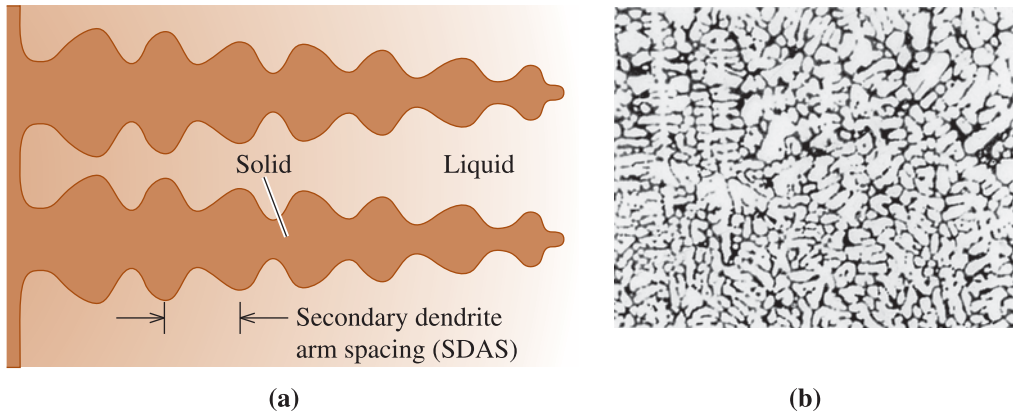 Solid
Liquid
Secondary dendrite
arm spacing (SDAS)
(a)
(b)